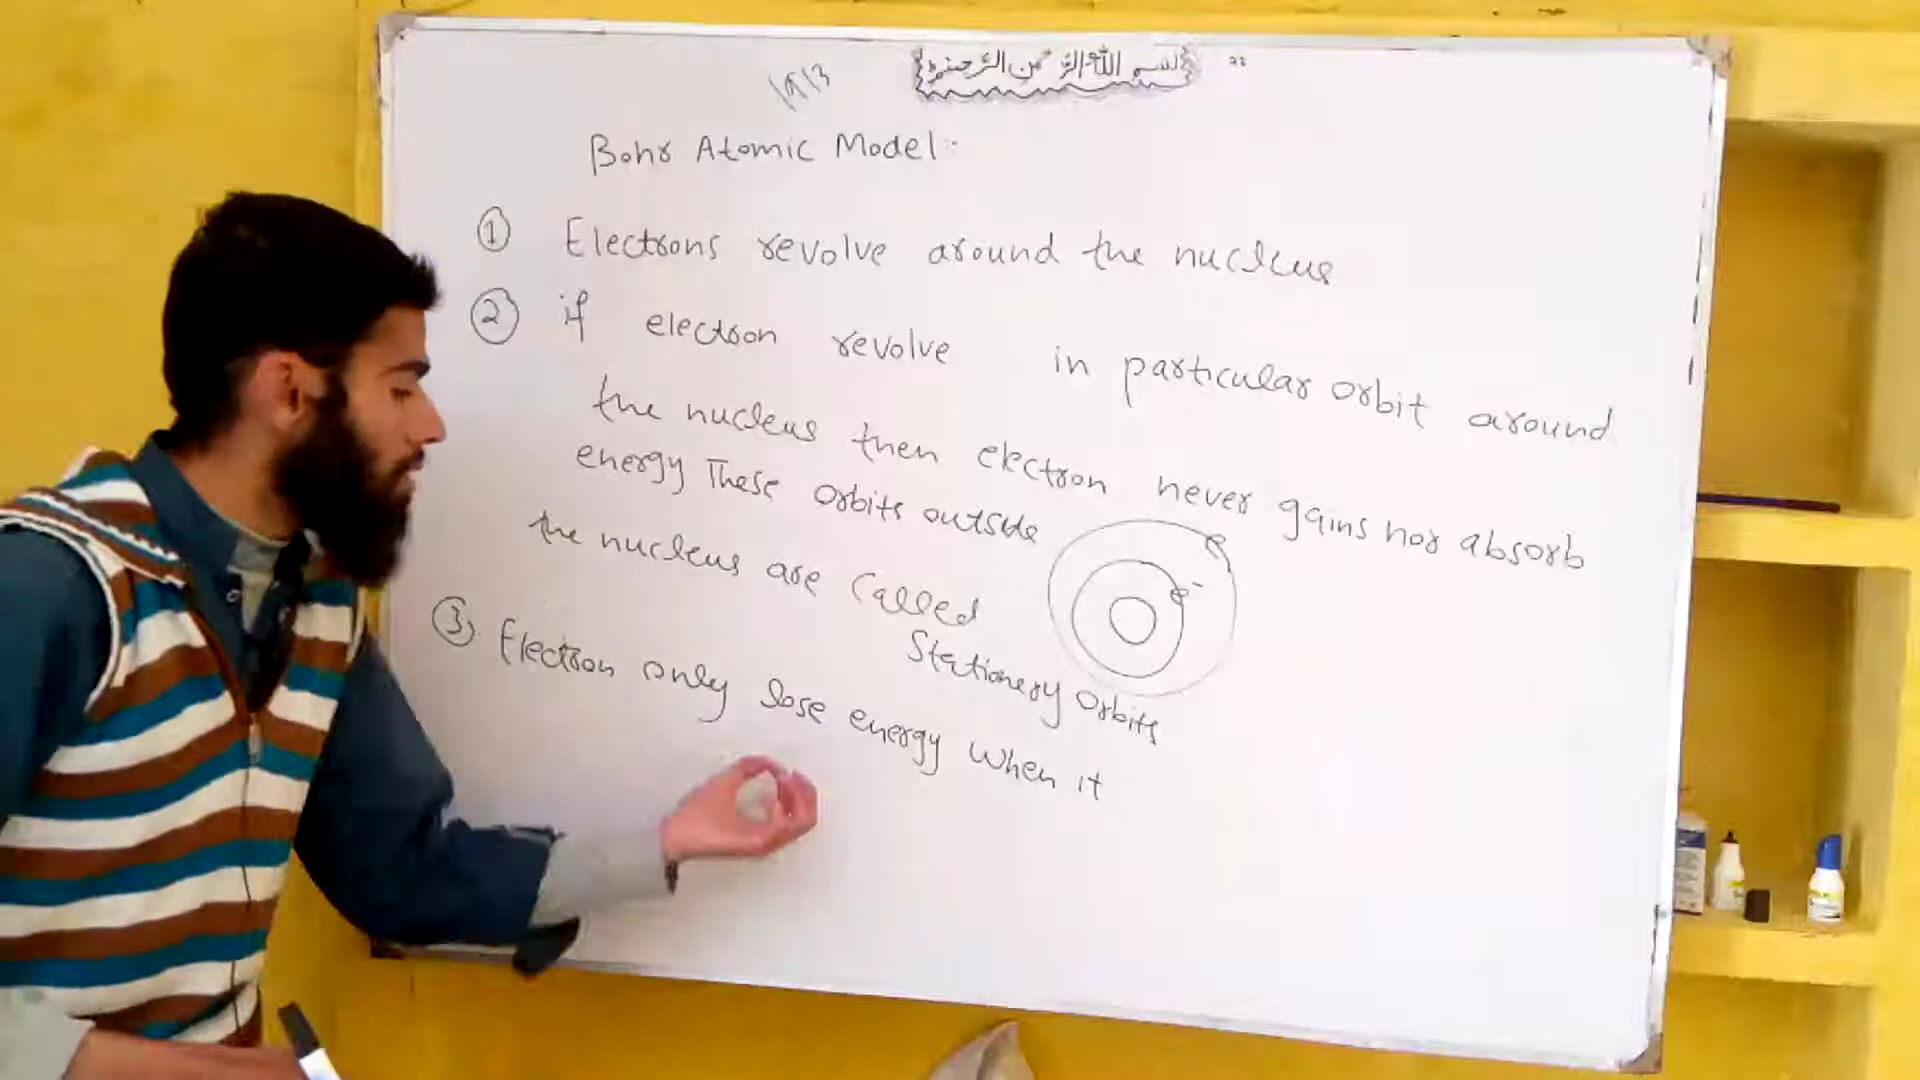 بسم الله الرحمن الرحيم
1913
Bohr Atomic Model:-
① Electrons revolve around the nucleus
② if electron revolve in particular orbit around
the nucleus then electron never gains nor absorb
energy These orbits outside
the nucleus are called
Stationery Orbits
e
e-
③ Electron only lose energy when it